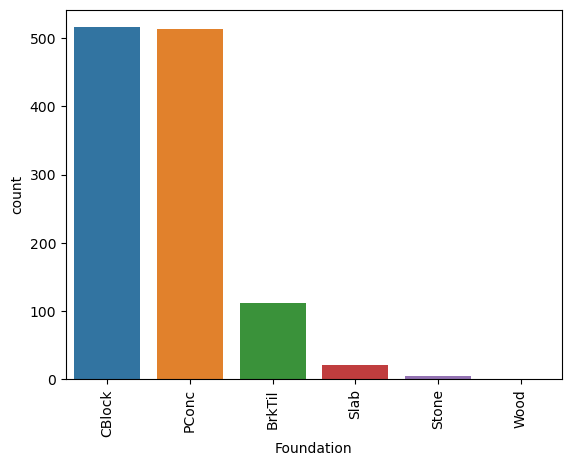 500
400
300
200
100
0
count
CBlock
PConc
BrkTil
Slab
Stone
Wood
Foundation